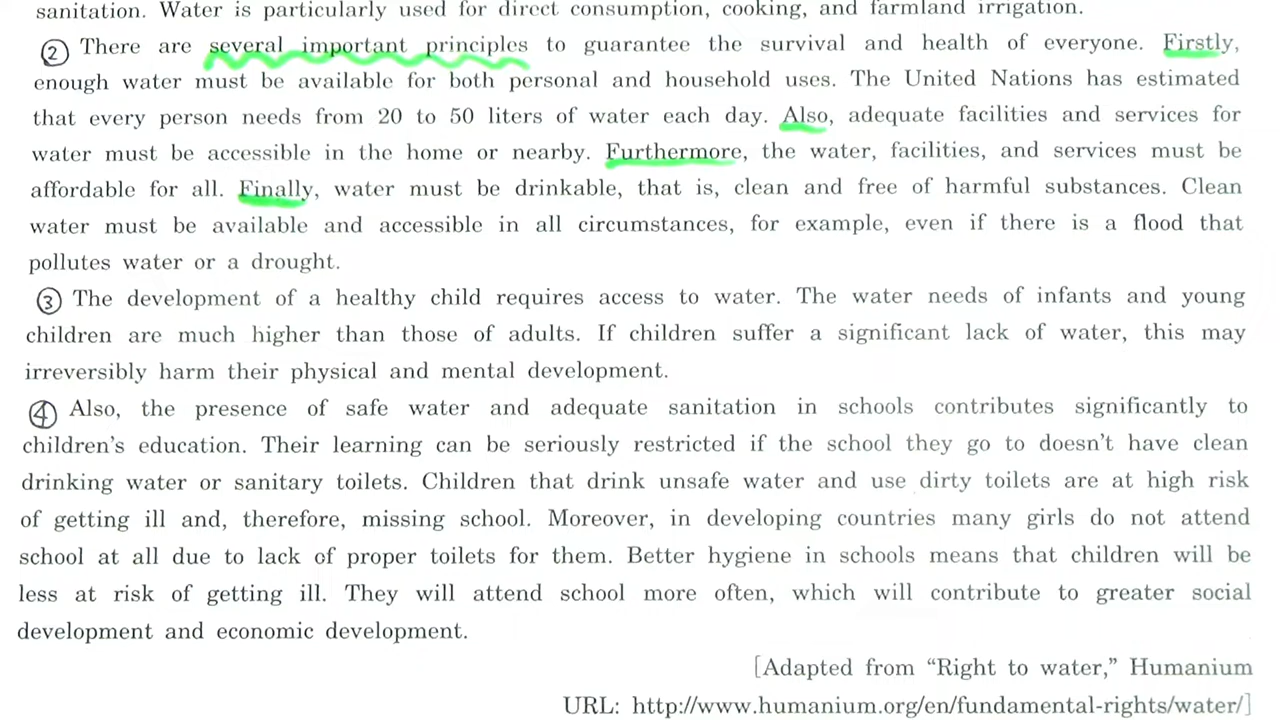 sanitation. Water is particularly used for direct consumption, cooking, and farmland irrigation.
② There are several important principles to guarantee the survival and health of everyone. Firstly,
enough water must be available for both personal and household uses. The United Nations has estimated
that every person needs from 20 to 50 liters of water each day. Also, adequate facilities and services for
water must be accessible in the home or nearby. Furthermore, the water, facilities, and services must be
affordable for all. Finally, water must be drinkable, that is, clean and free of harmful substances. Clean
water must be available and accessible in all circumstances, for example, even if there is a flood that
pollutes water or a drought.
③ The development of a healthy child requires access to water. The water needs of infants and young
children are much higher than those of adults. If children suffer a significant lack of water, this may
irreversibly harm their physical and mental development.
④ Also, the presence of safe water and adequate sanitation in schools contributes significantly to
children's education. Their learning can be seriously restricted if the school they go to doesn't have clean
drinking water or sanitary toilets. Children that drink unsafe water and use dirty toilets are at high risk
of getting ill and, therefore, missing school. Moreover, in developing countries many girls do not attend
school at all due to lack of proper toilets for them. Better hygiene in schools means that children will be
less at risk of getting ill. They will attend school more often, which will contribute to greater social
development and economic development.
[Adapted from “Right to water,” Humanium
URL: http://www.humanium.org/en/fundamental-rights/water/]